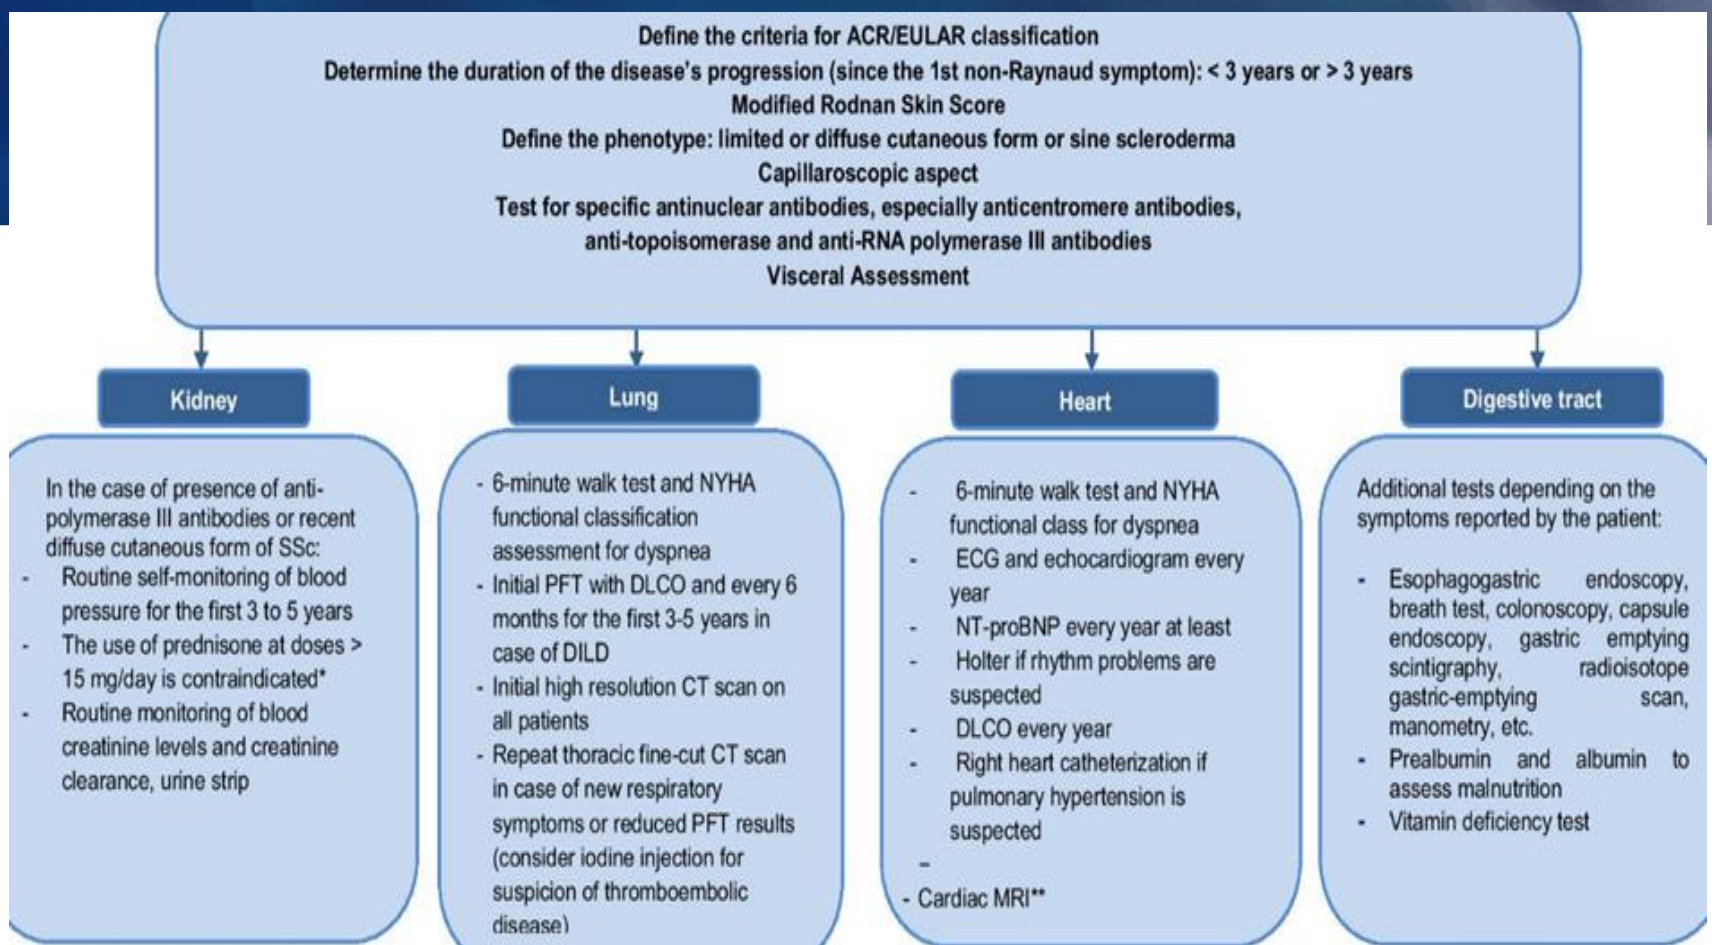 Define the criteria for ACR/EULAR classification
Determine the duration of the disease's progression (since the 1st non-Raynaud symptom): < 3 years or > 3 years
Modified Rodnan Skin Score
Define the phenotype: limited or diffuse cutaneous form or sine scleroderma
Capillaroscopic aspect
Test for specific antinuclear antibodies, especially anticentromere antibodies,
anti-topoisomerase and anti-RNA polymerase III antibodies
Visceral Assessment
Kidney
In the case of presence of anti-
polymerase III antibodies or recent
diffuse cutaneous form of SSc:
- Routine self-monitoring of blood
pressure for the first 3 to 5 years
- The use of prednisone at doses >
15 mg/day is contraindicated*
- Routine monitoring of blood
creatinine levels and creatinine
clearance, urine strip
Lung
- 6-minute walk test and NYHA
functional classification
assessment for dyspnea
- Initial PFT with DLCO and every 6
months for the first 3-5 years in
case of DILD
- Initial high resolution CT scan on
all patients
- Repeat thoracic fine-cut CT scan
in case of new respiratory
symptoms or reduced PFT results
(consider iodine injection for
suspicion of thromboembolic
disease)
Heart
- 6-minute walk test and NYHA
functional class for dyspnea
- ECG and echocardiogram every
year
- NT-proBNP every year at least
- Holter if rhythm problems are
suspected
- DLCO every year
- Right heart catheterization if
pulmonary hypertension is
suspected
–
- Cardiac MRI**
Digestive tract
Additional tests depending on the
symptoms reported by the patient:
- Esophagogastric endoscopy,
breath test, colonoscopy, capsule
endoscopy, gastric emptying
scintigraphy, radioisotope
gastric-emptying scan,
manometry, etc.
- Prealbumin and albumin to
assess malnutrition
- Vitamin deficiency test